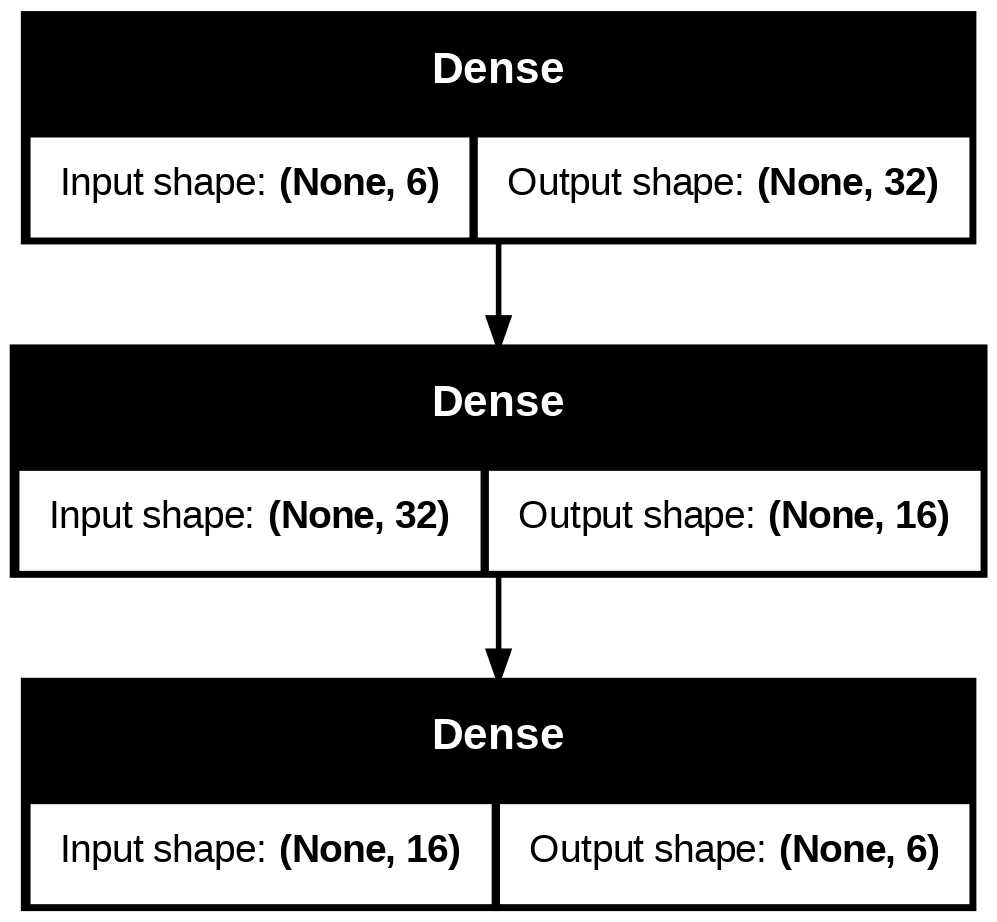 Dense
Input shape: (None, 6) Output shape: (None, 32)
Dense
Input shape: (None, 32) Output shape: (None, 16)
Dense
Input shape: (None, 16) Output shape: (None, 6)